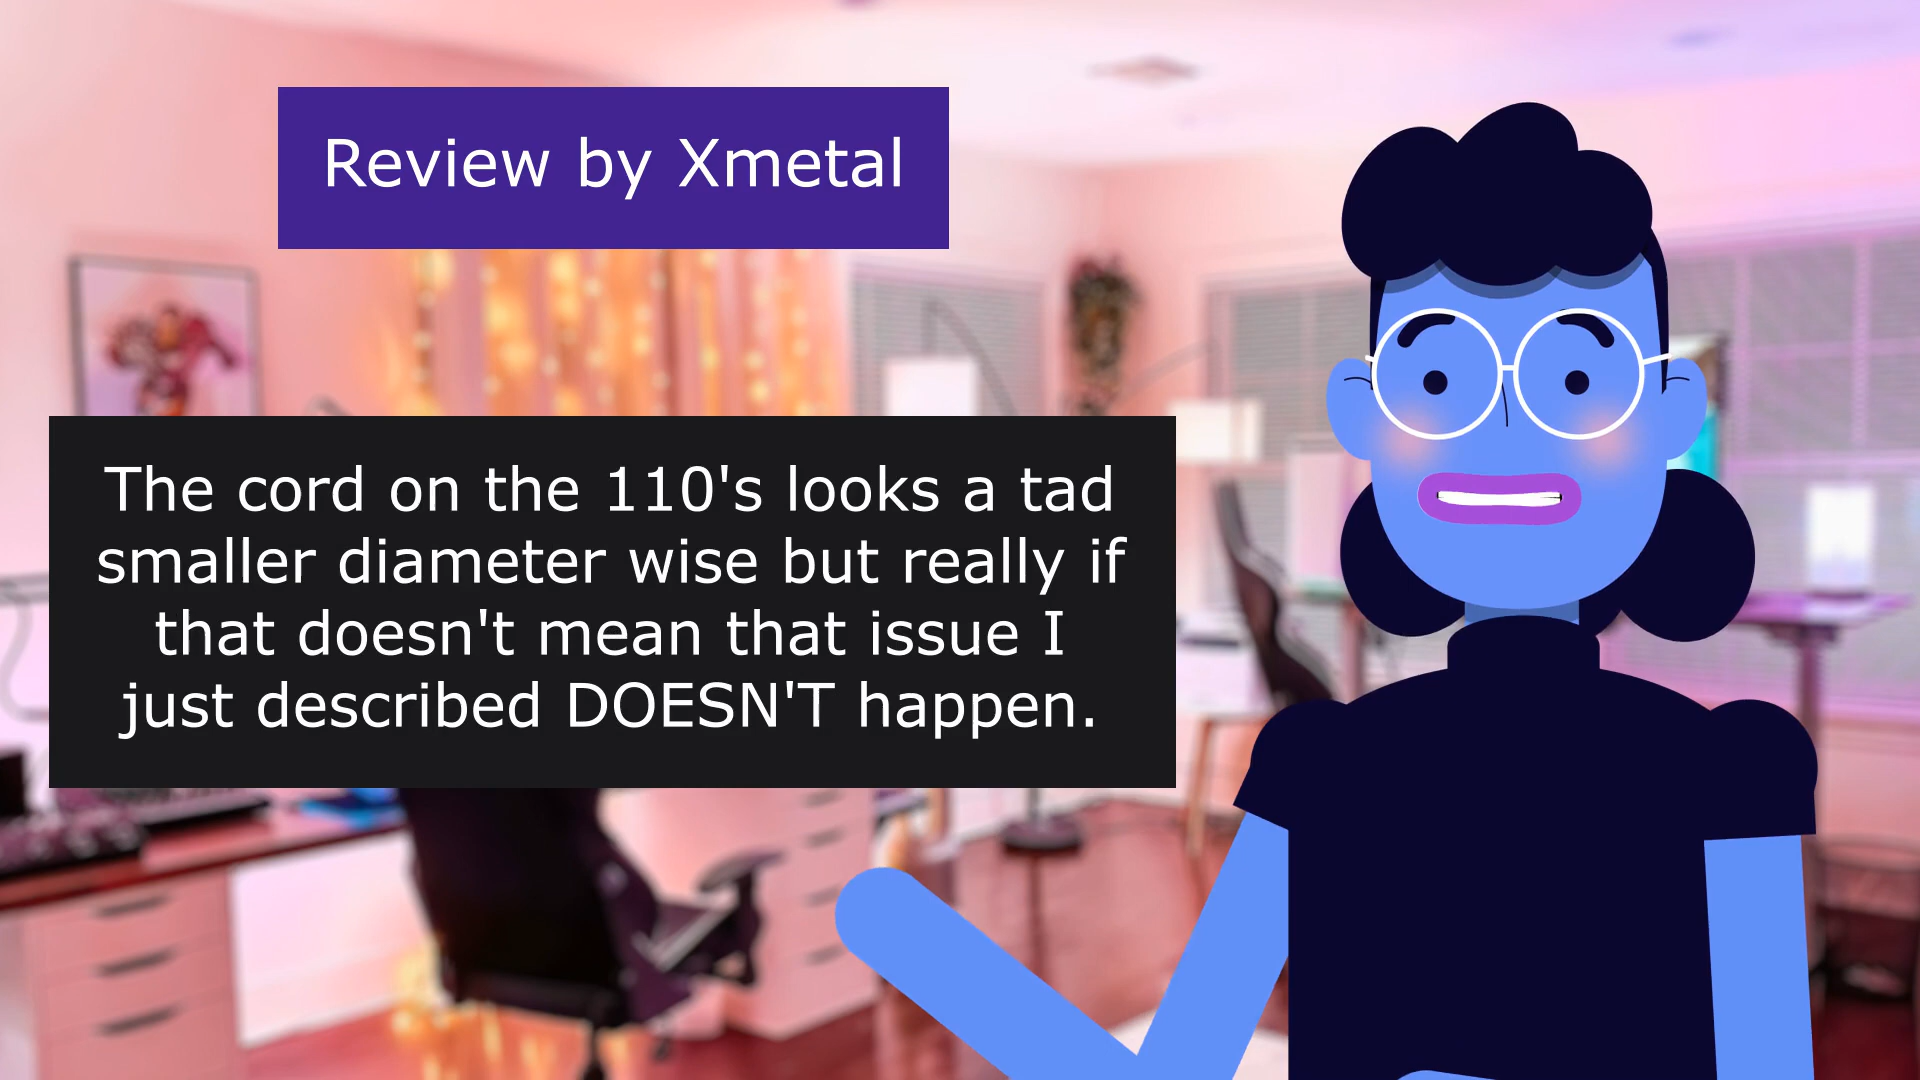 Review by Xmetal
The cord on the 110's looks a tad
smaller diameter wise but really if
that doesn't mean that issue I
just described DOESN'T happen.